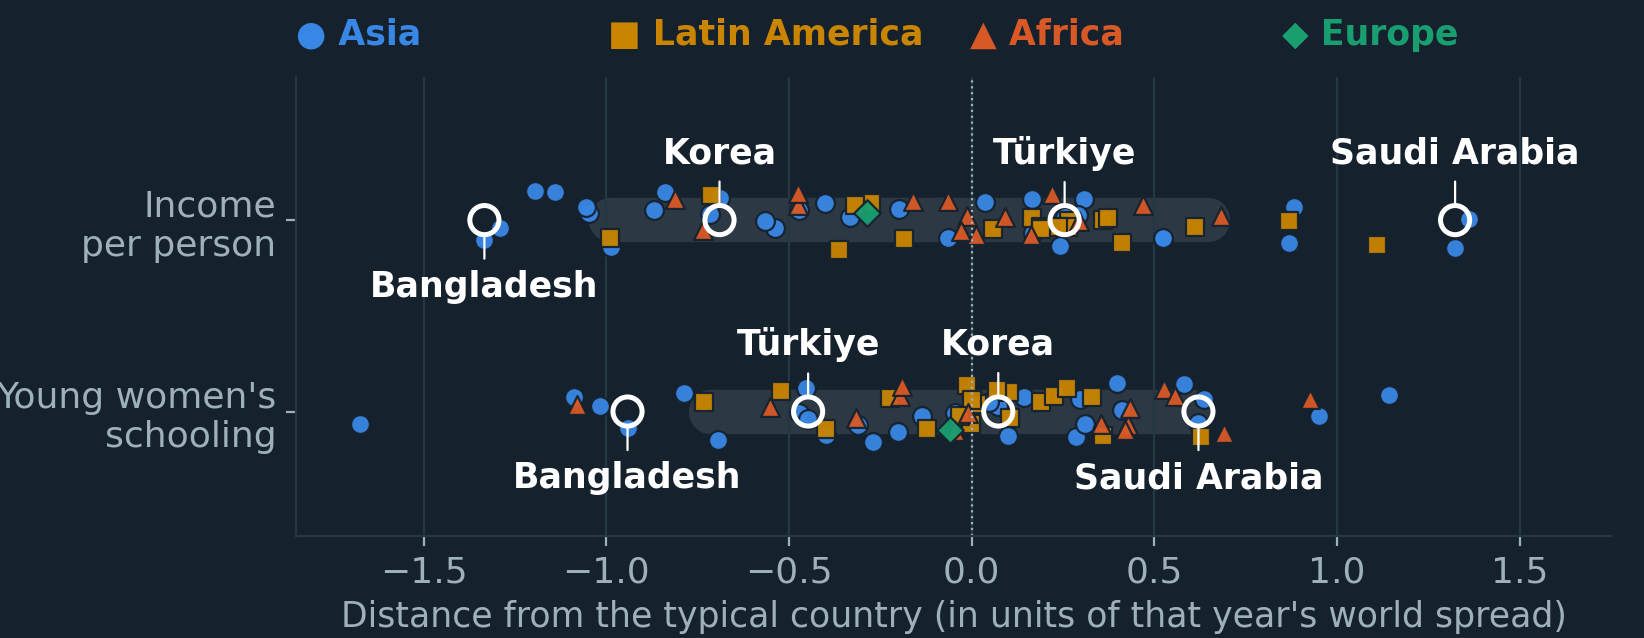 Asia
Latin America
Africa
Europe
Korea
Türkiye
Saudi Arabia
Income
per person
Bangladesh
Türkiye
Korea
Young women's
schooling
Bangladesh
Saudi Arabia
−1.5
−1.0
−0.5
0.0
0.5
1.0
1.5
Distance from the typical country (in units of that year's world spread)